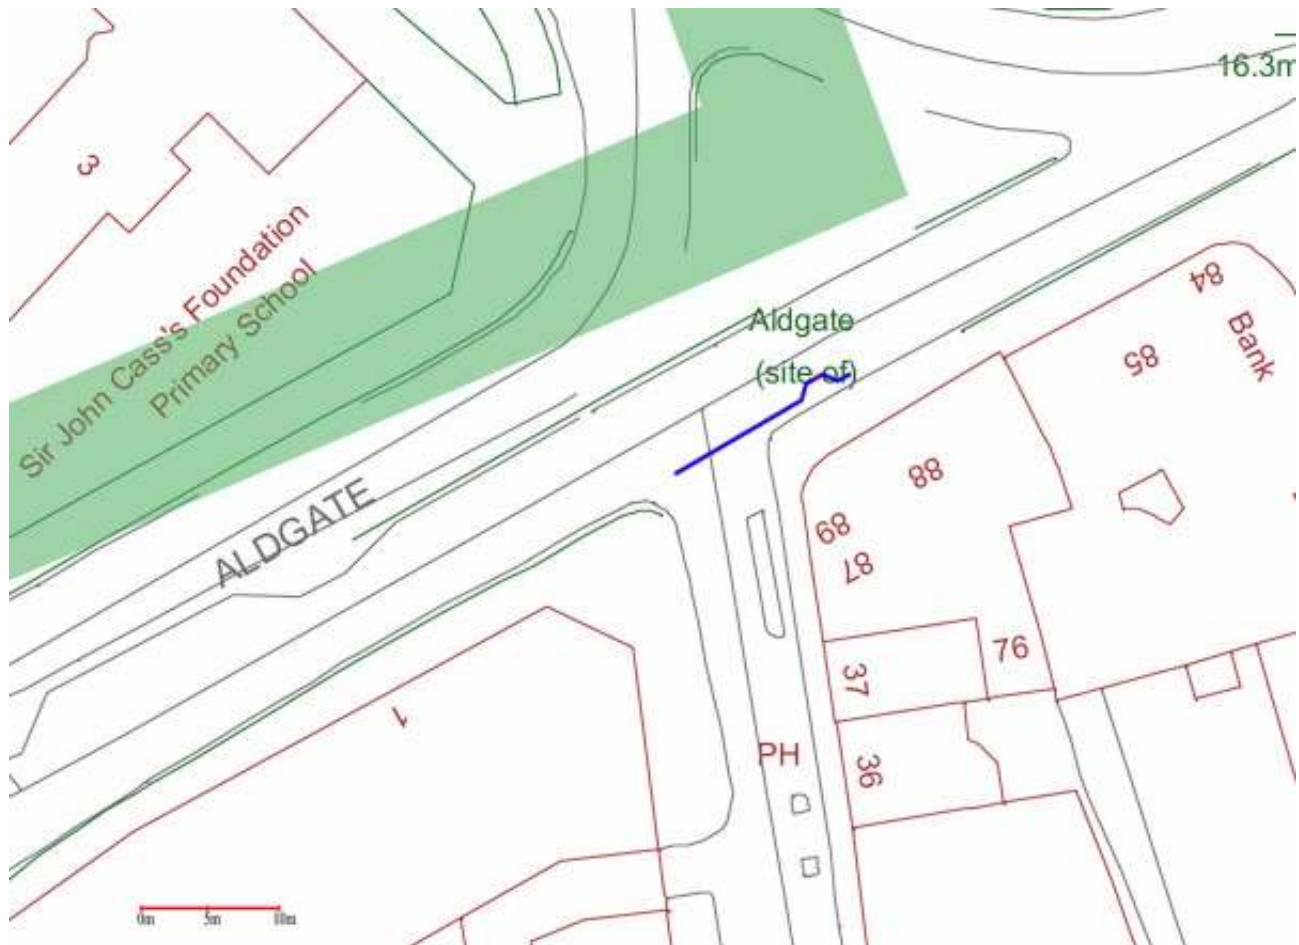 16.3m
3
Sir John Cass's Foundation
Primary School
Aldgate
(site of)
84
Bank
85
88
89
87
ALDGATE
76
37
1
PH
36
0m 5m 10m